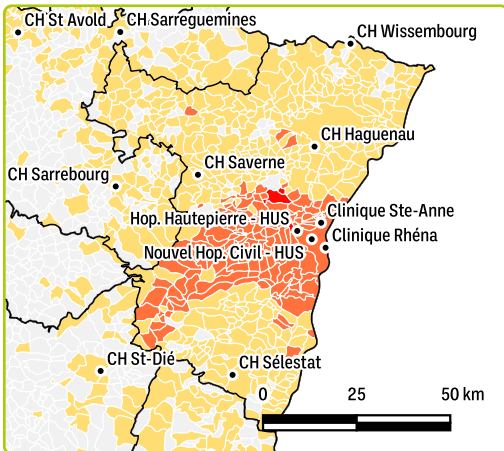 CH St Avold
CH Sarreguemines
CH Wissembourg
CH Haguenau
CH Saverne
CH Sarrebourg
Hop. Hautepierre - HUS
Clinique Ste-Anne
Clinique Rhéna
Nouvel Hop. Civil - HUS
CH St-Dié
CH Sélestat
0 25 50 km